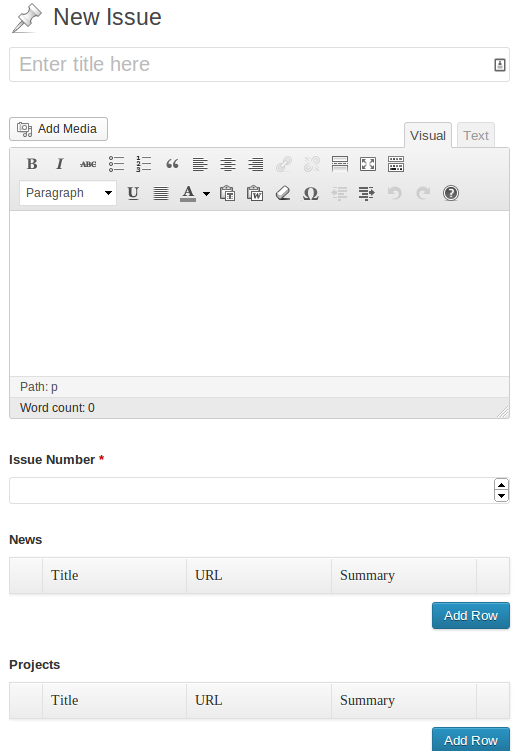 New Issue
Enter title here
Add Media
Visual Text
B I ABC
Paragraph U A T W Ω ?
Path: p
Word count: 0
Issue Number *
News
Title URL Summary
Add Row
Projects
Title URL Summary
Add Row